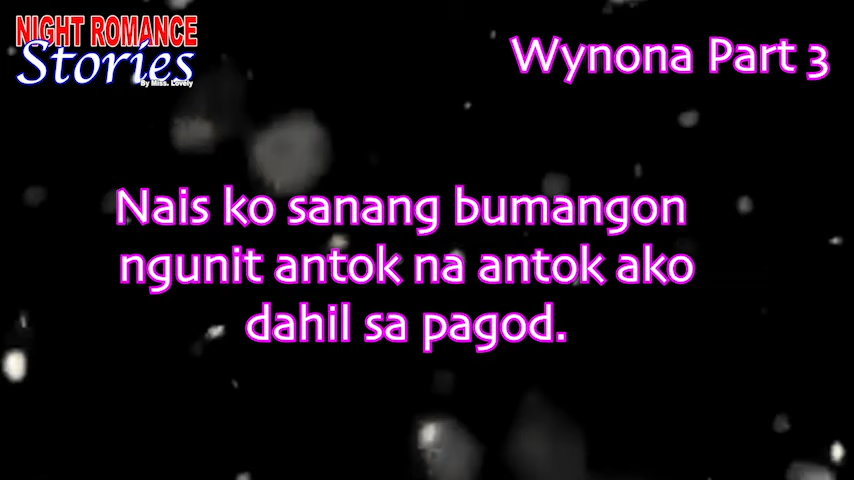 NIGHT ROMANCE
Stories
By Miss. Lovely
Wynona Part 3
Nais ko sanang bumangon
ngunit antok na antok ako
dahil sa pagod.